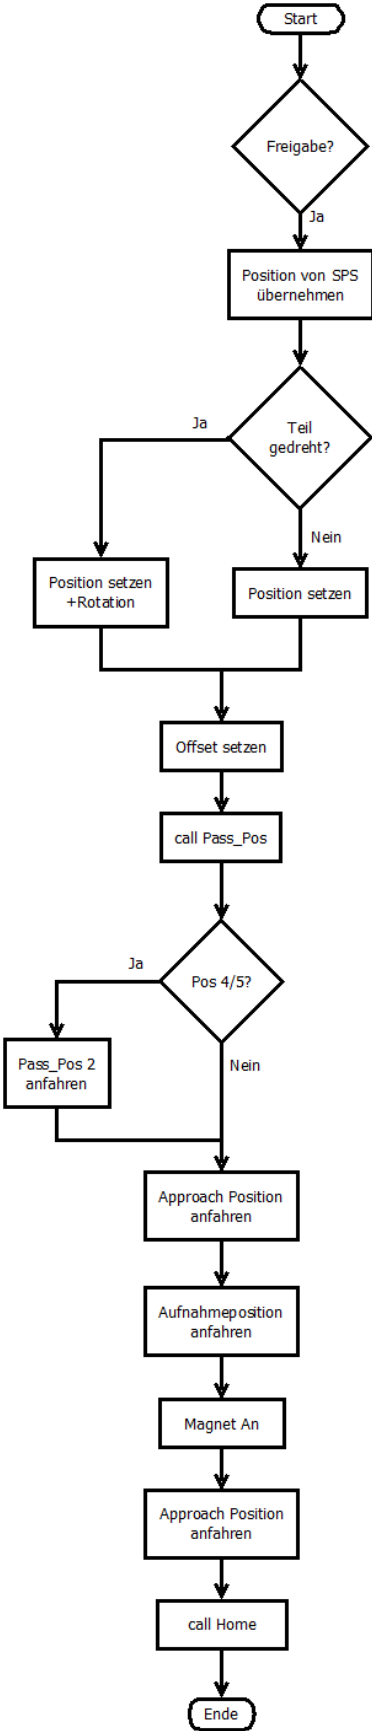 Start
Freigabe?
Ja
Position von SPS
übernehmen
Teil
gedreht?
Ja
Nein
Position setzen
+Rotation
Position setzen
Offset setzen
call Pass_Pos
Pos 4/5?
Ja
Nein
Pass_Pos 2
anfahren
Approach Position
anfahren
Aufnahmeposition
anfahren
Magnet An
Approach Position
anfahren
call Home
Ende